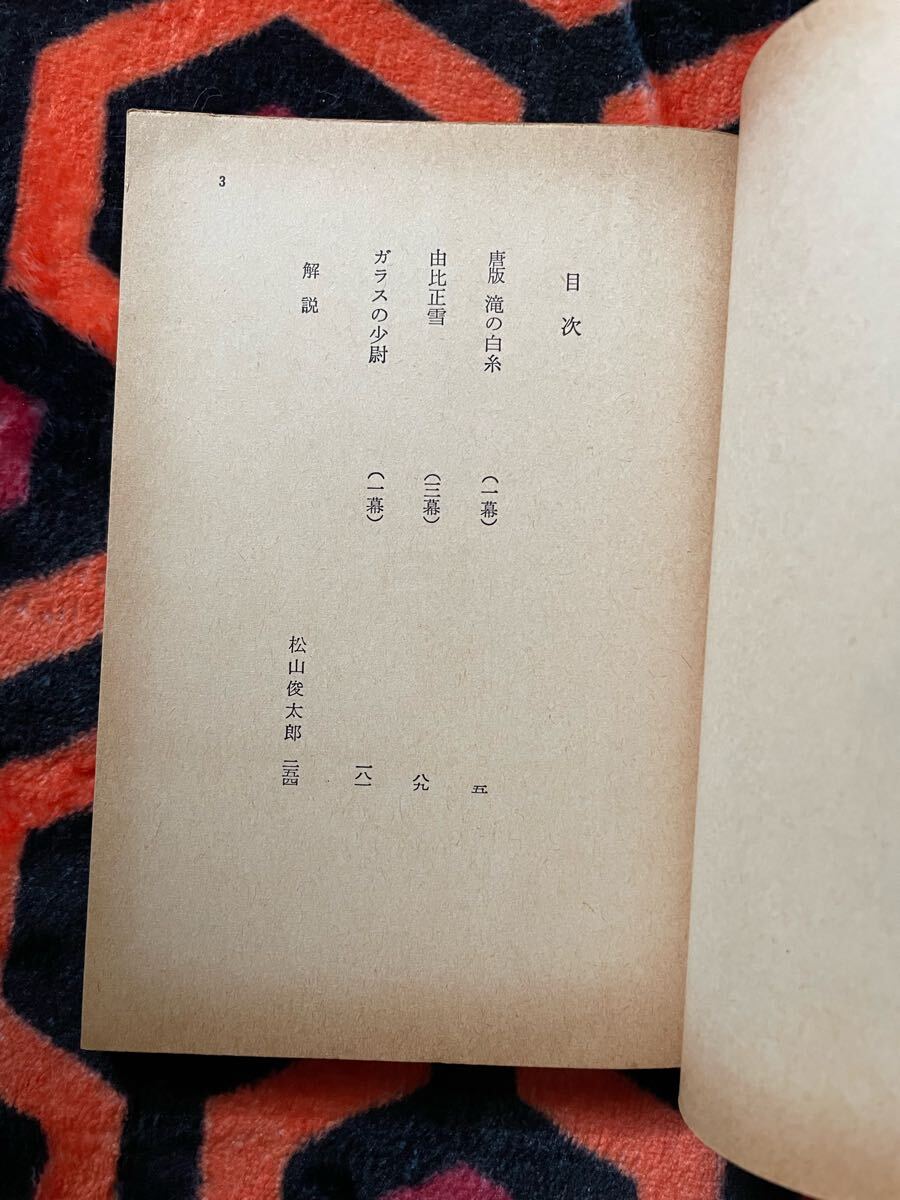 目次
唐版 滝の白糸 (一幕) 五
由比正雪 (三幕) 八九
ガラスの少尉 (一幕) 一八一
解説 松山俊太郎 二五四
3